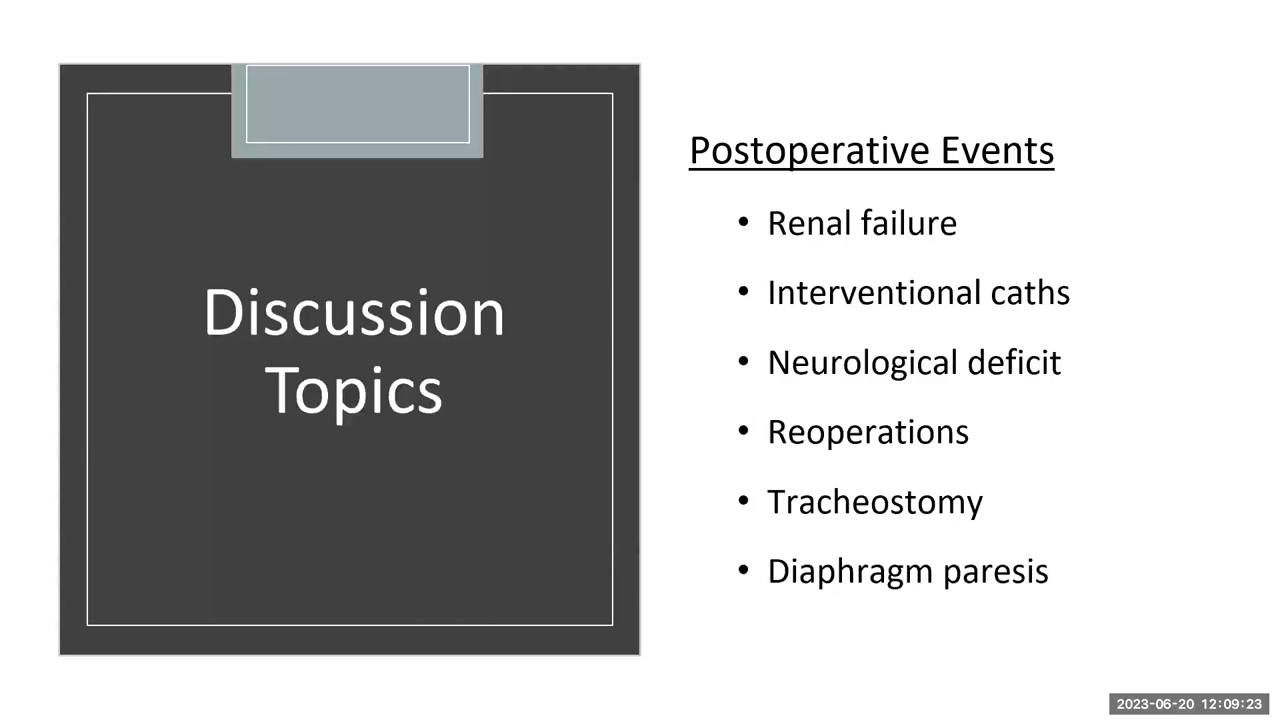 Discussion
Topics
Postoperative Events
• Renal failure
• Interventional caths
• Neurological deficit
• Reoperations
• Tracheostomy
• Diaphragm paresis
2023-06-20 12:09:23